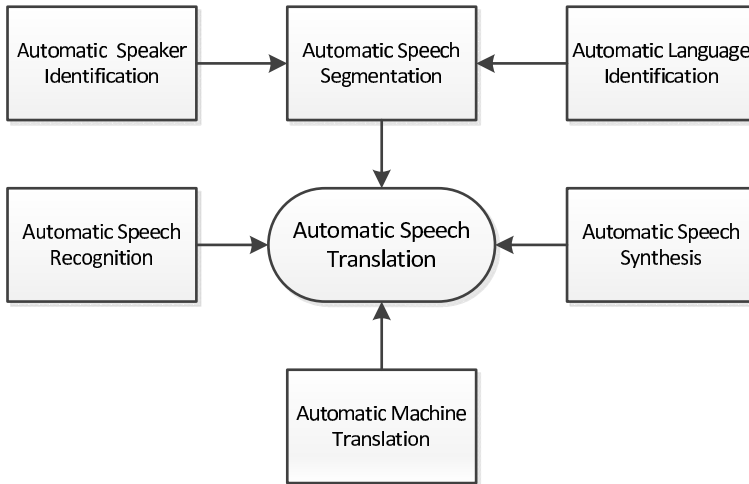 Automatic Speaker
Identification
Automatic Speech
Segmentation
Automatic Language
Identification
Automatic Speech
Recognition
Automatic Speech
Translation
Automatic Speech
Synthesis
Automatic Machine
Translation